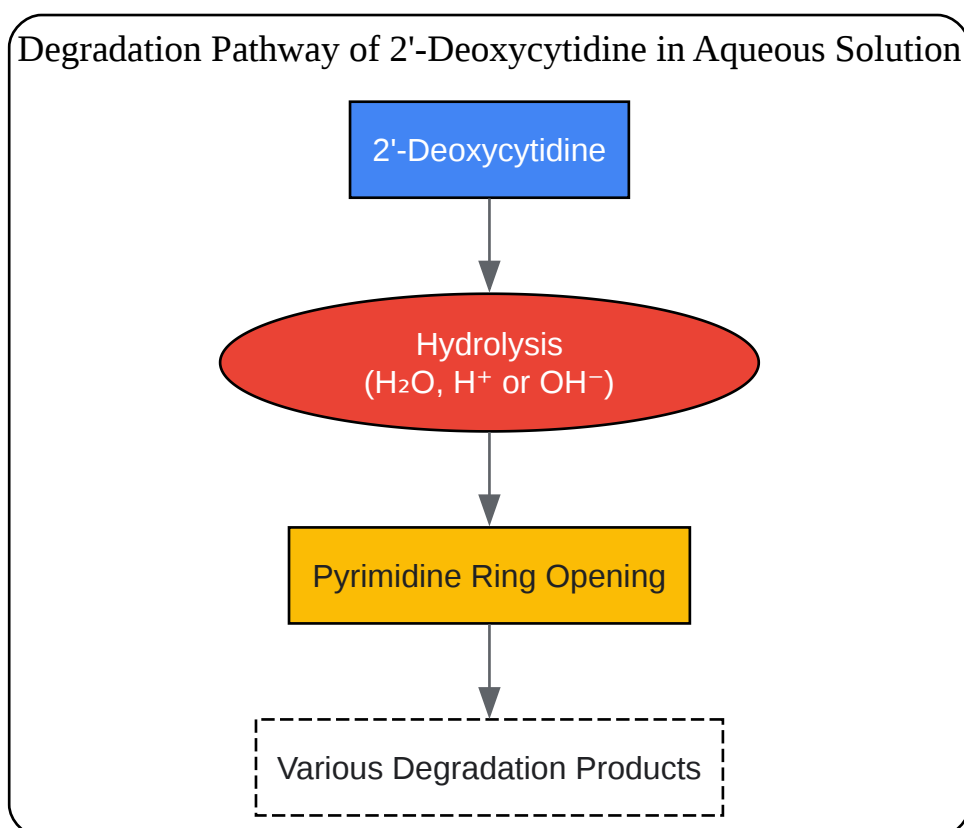 Degradation Pathway of 2'-Deoxycytidine in Aqueous Solution
2'-Deoxycytidine
Hydrolysis
(H₂O, H⁺ or OH⁻)
Pyrimidine Ring Opening
Various Degradation Products